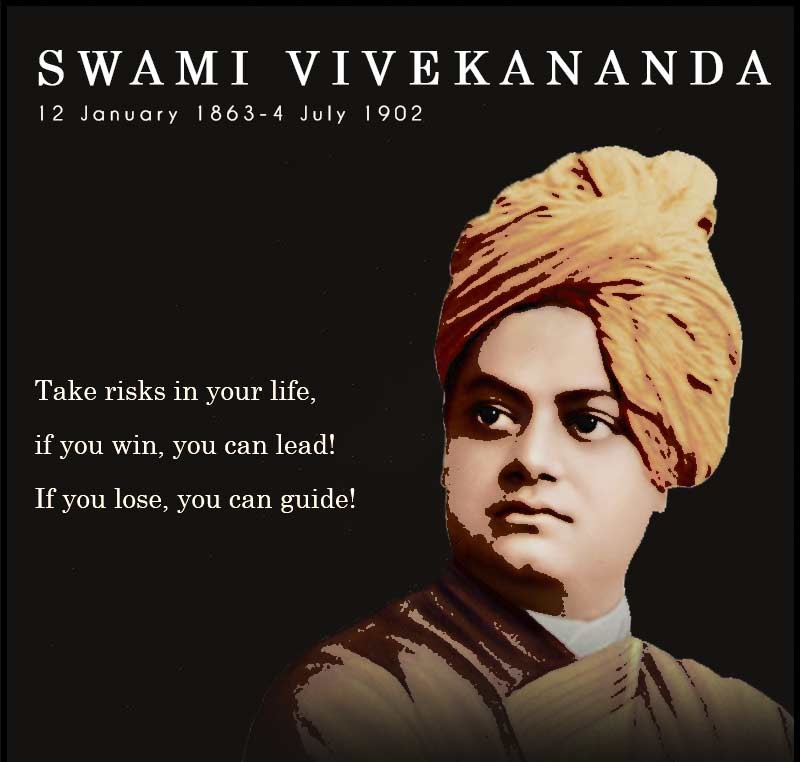 SWAMI VIVEKANANDA
12 January 1863-4 July 1902
Take risks in your life,
if you win, you can lead!
If you lose, you can guide!